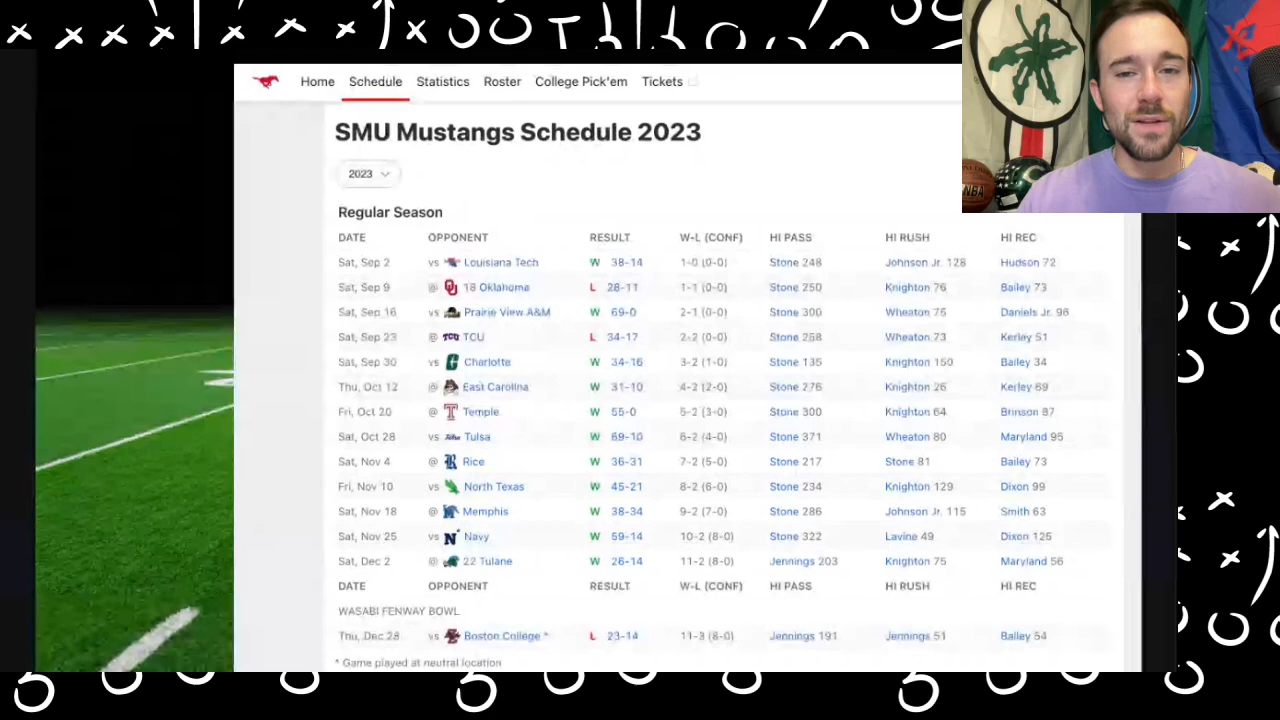 Home Schedule Statistics Roster College Pick'em Tickets
SMU Mustangs Schedule 2023
2023
Regular Season
DATE OPPONENT RESULT W-L (CONF) HI PASS HI RUSH HI REC
Sat, Sep 2 vs Louisiana Tech W 38-14 1-0 (0-0) Stone 248 Johnson Jr. 128 Hudson 72
Sat, Sep 9 @ 18 Oklahoma L 28-11 1-1 (0-0) Stone 250 Knighton 76 Bailey 73
Sat, Sep 16 vs Prairie View A&M W 69-0 2-1 (0-0) Stone 300 Wheaton 75 Daniels Jr. 96
Sat, Sep 23 @ TCU TCU L 34-17 2-2 (0-0) Stone 258 Wheaton 73 Kerley 51
Sat, Sep 30 vs Charlotte W 34-16 3-2 (1-0) Stone 135 Knighton 150 Bailey 34
Thu, Oct 12 @ East Carolina W 31-10 4-2 (2-0) Stone 276 Knighton 26 Kerley 69
Fri, Oct 20 @ Temple W 55-0 5-2 (3-0) Stone 300 Knighton 64 Brinson 87
Sat, Oct 28 vs Tulsa W 69-10 6-2 (4-0) Stone 371 Wheaton 80 Maryland 95
Sat, Nov 4 @ Rice W 36-31 7-2 (5-0) Stone 217 Stone 81 Bailey 73
Fri, Nov 10 vs North Texas W 45-21 8-2 (6-0) Stone 234 Knighton 129 Dixon 99
Sat, Nov 18 @ Memphis W 38-34 9-2 (7-0) Stone 286 Johnson Jr. 115 Smith 63
Sat, Nov 25 vs Navy W 59-14 10-2 (8-0) Stone 322 Lavine 49 Dixon 125
Sat, Dec 2 @ 22 Tulane W 26-14 11-2 (8-0) Jennings 203 Knighton 75 Maryland 56
DATE OPPONENT RESULT W-L (CONF) HI PASS HI RUSH HI REC
WASABI FENWAY BOWL
Thu, Dec 28 vs Boston College * L 23-14 11-3 (8-0) Jennings 191 Jennings 51 Bailey 54
* Game played at neutral location
NBA